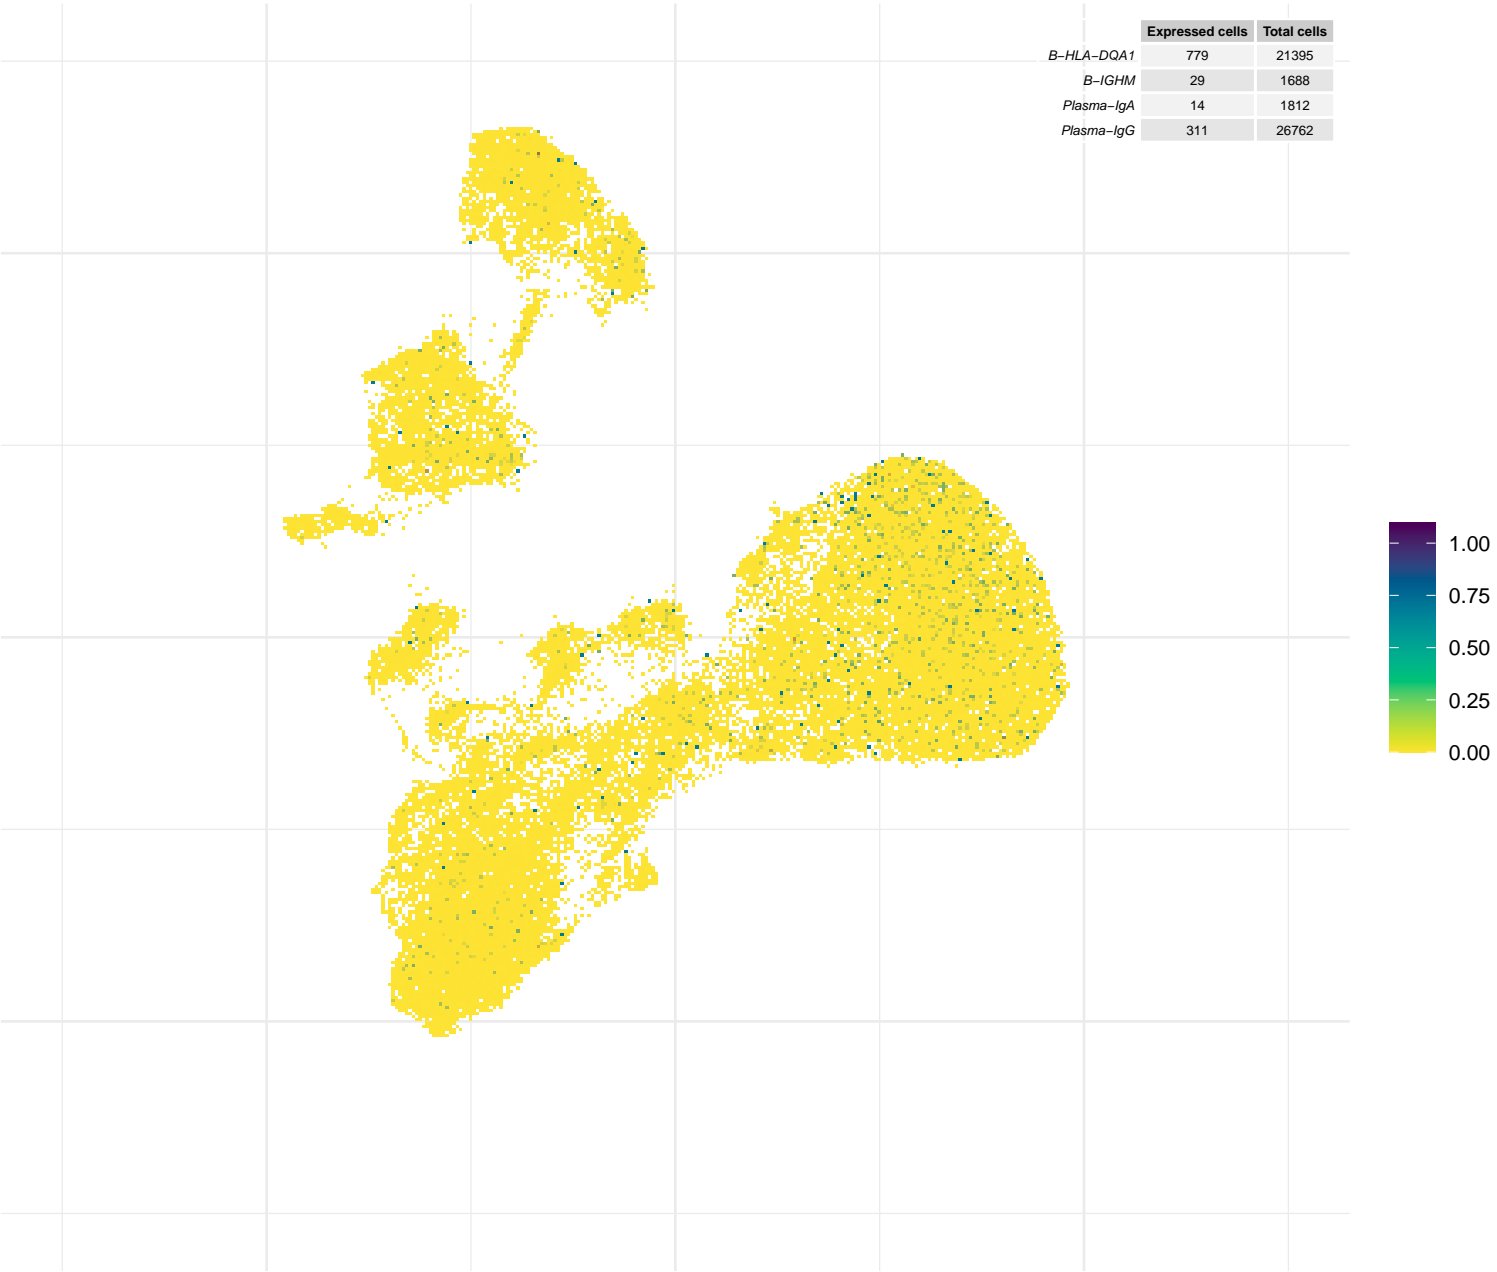 Expressed cells Total cells
B−HLA−DQA1 779 21395
B−IGHM 29 1688
Plasma−IgA 14 1812
Plasma−IgG 311 26762
1.00
0.75
0.50
0.25
0.00